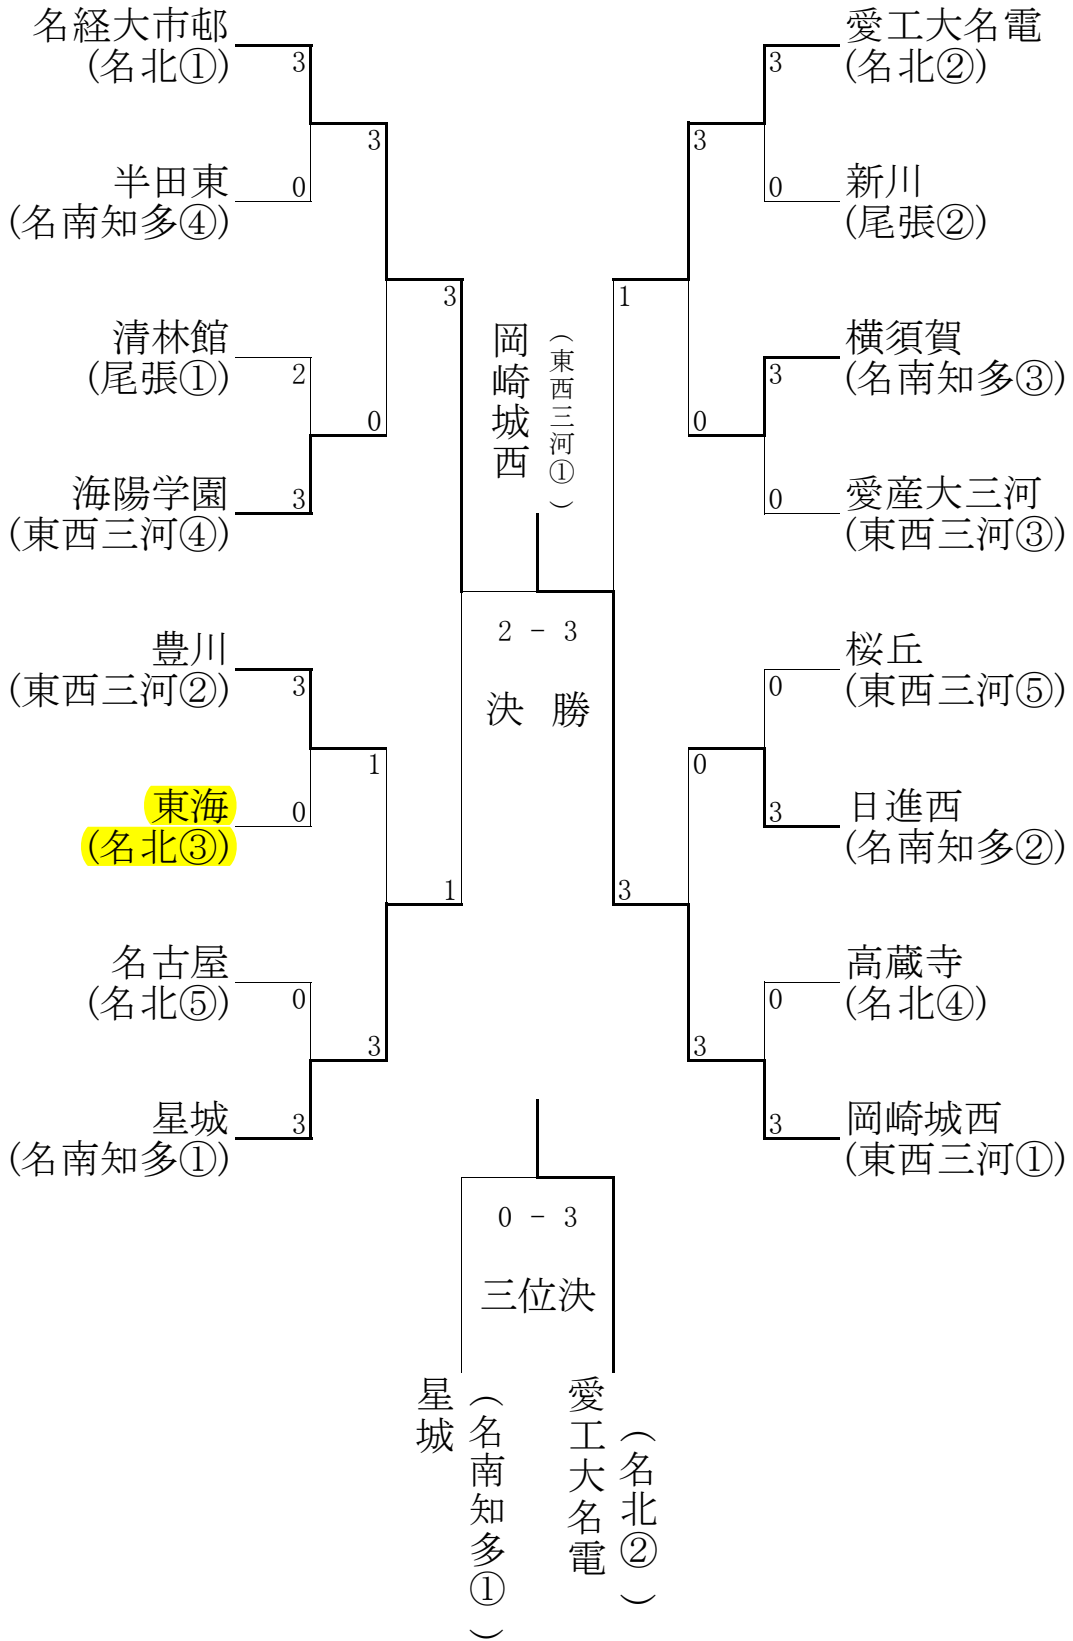 名経大市邨
(名北①)
3
3
半田東
(名南知多④)
0
3
清林館
(尾張①)
2
0
海陽学園
(東西三河④)
3
豊川
(東西三河②)
3
1
東海
(名北③)
0
1
名古屋
(名北⑤)
0
3
星城
(名南知多①)
3
岡崎城西
(東西三河①)
2 - 3
決 勝
愛工大名電
(名北②)
3
3
新川
(尾張②)
0
1
横須賀
(名南知多③)
3
0
愛産大三河
(東西三河③)
0
桜丘
(東西三河⑤)
0
0
日進西
(名南知多②)
3
3
高蔵寺
(名北④)
0
3
岡崎城西
(東西三河①)
3
0 - 3
三位決
星城
(名南知多①)
愛工大名電
(名北②)